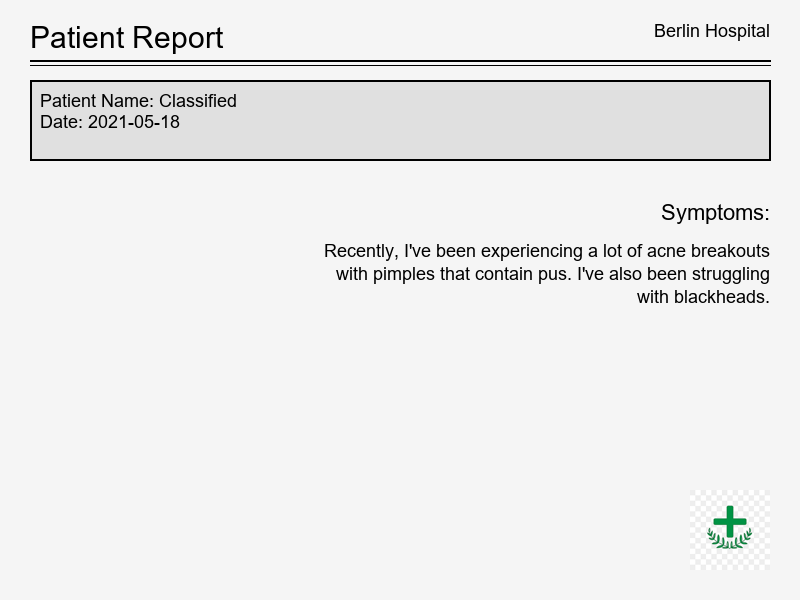 Patient Report
Berlin Hospital
Patient Name: Classified
Date: 2021-05-18
Symptoms:
Recently, I've been experiencing a lot of acne breakouts
with pimples that contain pus. I've also been struggling
with blackheads.